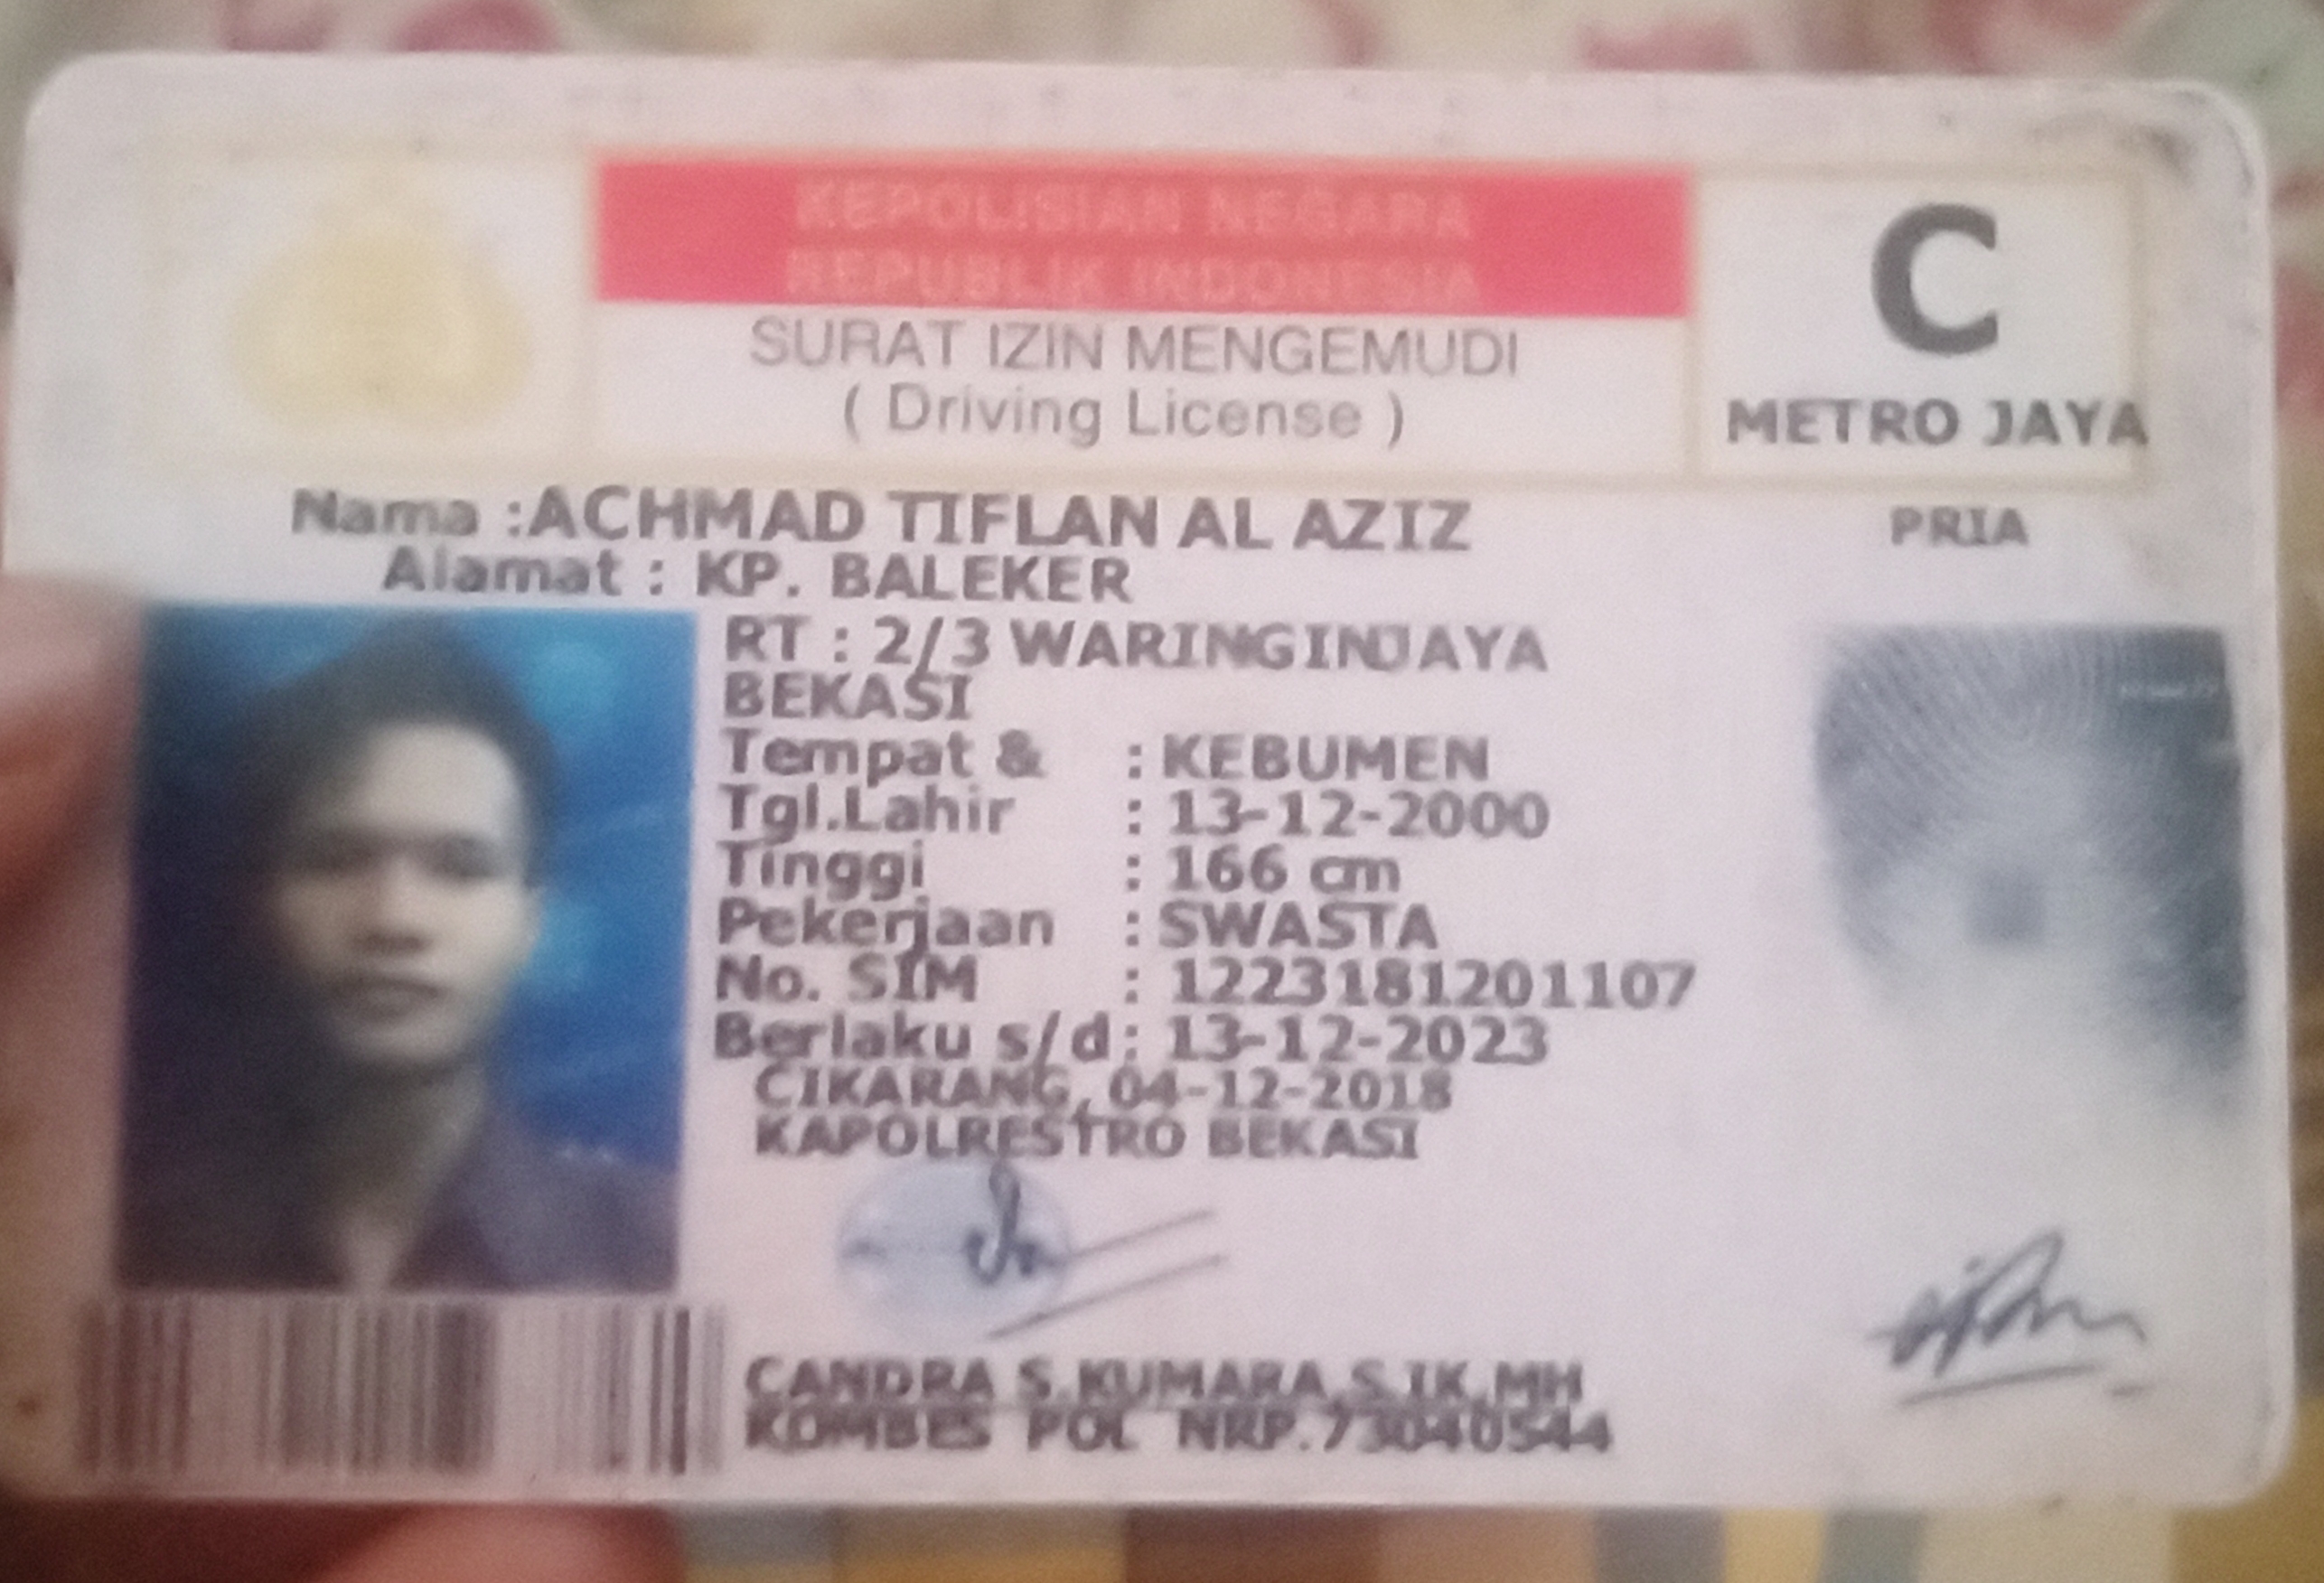 KEPOLISIAN NEGARA
REPUBLIK INDONESIA
SURAT IZIN MENGEMUDI
( Driving License )
C
METRO JAYA
Nama :ACHMAD TIFLAN AL AZIZ
PRIA
Alamat : KP. BALEKER
RT : 2/3 WARINGINJAYA
BEKASI
Tempat & : KEBUMEN
Tgl.Lahir : 13-12-2000
Tinggi : 166 cm
Pekerjaan : SWASTA
No. SIM : 1223181201107
Berlaku s/d : 13-12-2023
CIKARANG, 04-12-2018
KAPOLRESTRO BEKASI
CANDRA S.KUMARA,S.IK,MH
KOMBES POL NRP.73040544